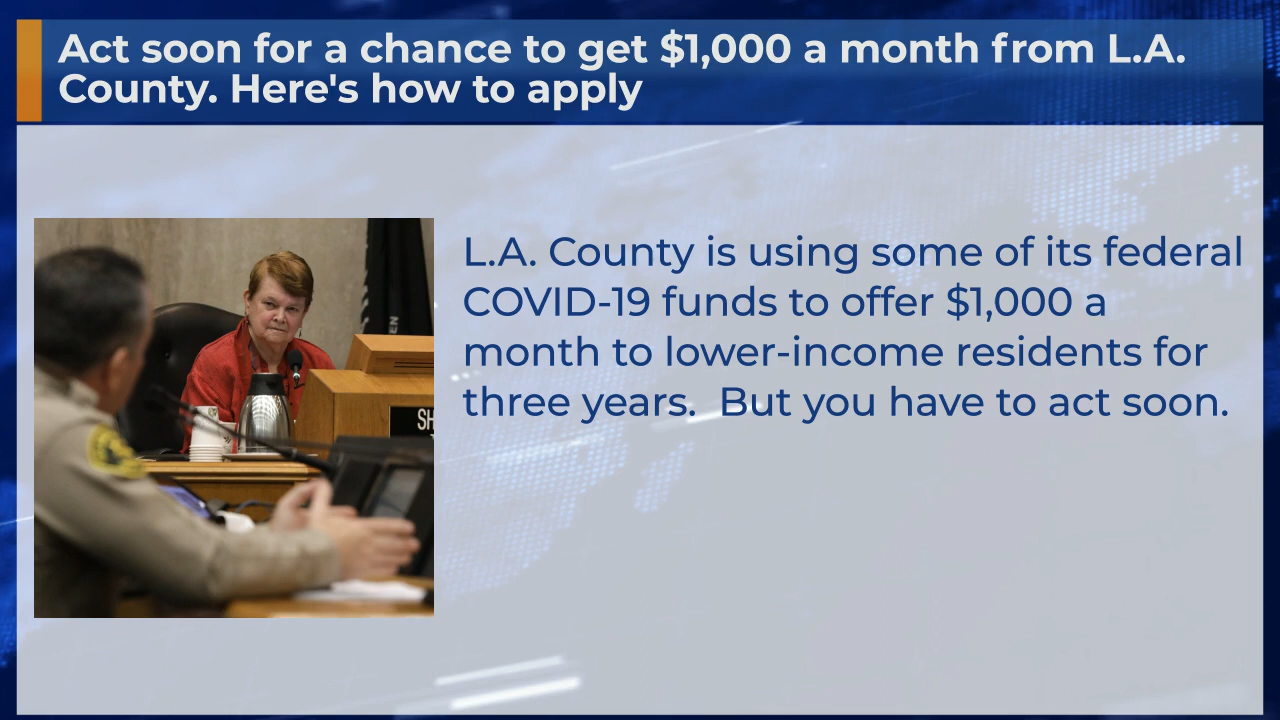 Act soon for a chance to get $1,000 a month from L.A.
County. Here's how to apply
L.A. County is using some of its federal
COVID-19 funds to offer $1,000 a
month to lower-income residents for
three years.  But you have to act soon.
SH
EN